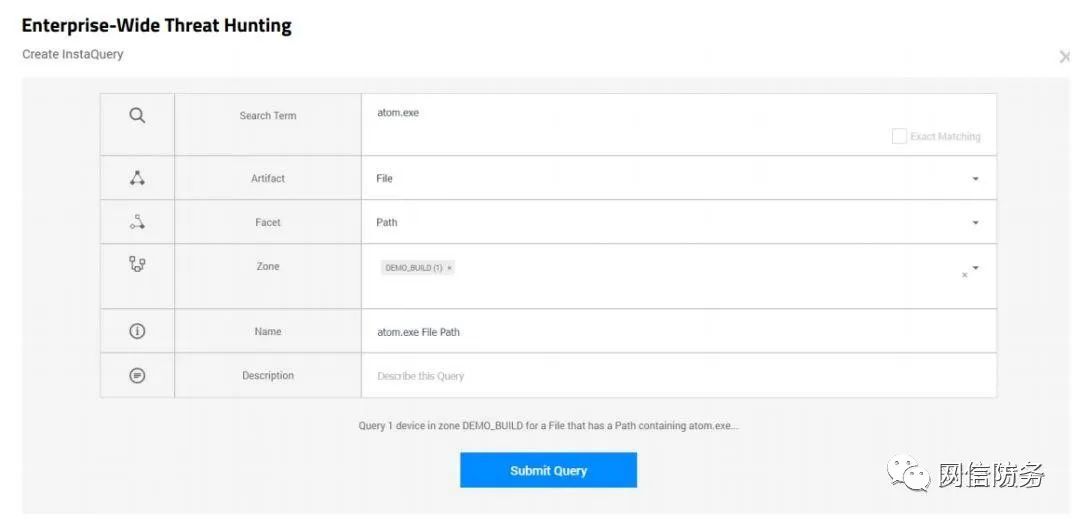 Enterprise-Wide Threat Hunting
Create InstaQuery
Search Term
atom.exe
Exact Matching
Artifact
File
Facet
Path
Zone
DEMO_BUILD (1) ×
Name
atom.exe File Path
Description
Describe this Query
Query 1 device in zone DEMO_BUILD for a File that has a Path containing atom.exe...
Submit Query
网信防务